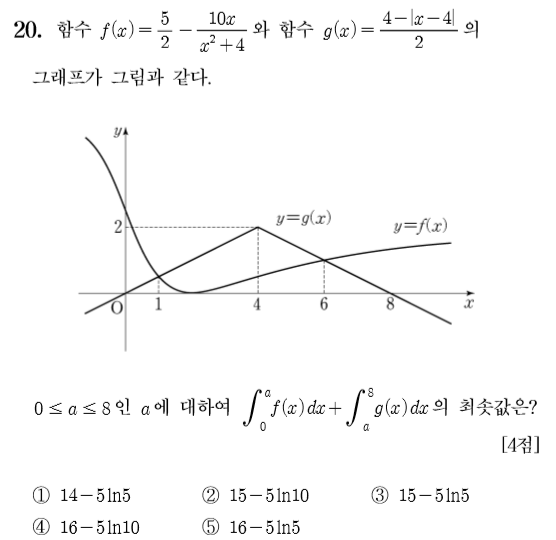 20. 함수 f(x) = 5/2 − 10x/(x²+4) 와 함수 g(x) = (4−|x−4|)/2 의
그래프가 그림과 같다.
y
y=g(x)
y=f(x)
2
O 1 4 6 8 x
0 ≤ a ≤ 8인 a에 대하여 ∫₀ᵃ f(x)dx + ∫ₐ⁸ g(x)dx의 최솟값은?
[4점]
① 14−5ln5 ② 15−5ln10 ③ 15−5ln5
④ 16−5ln10 ⑤ 16−5ln5